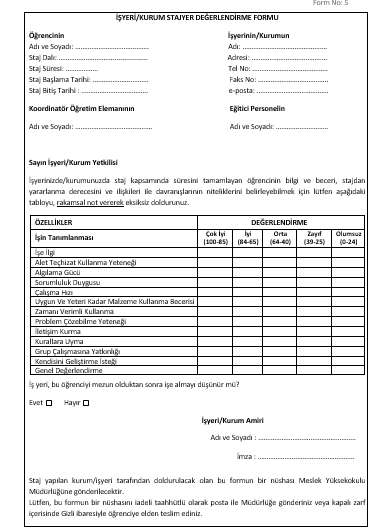 Form No: 5
İŞYERİ/KURUM STAJYER DEĞERLENDİRME FORMU
Öğrencinin İşyerinin/Kurumun
Adı ve Soyadı: ................................ Adı: ................................
Staj Dalı: ................................ Adresi: ................................
Staj Süresi: ................................ Tel No: ................................
Staj Başlama Tarihi: ................................ Faks No: ................................
Staj Bitiş Tarihi : ................................ e-posta: ................................
Koordinatör Öğretim Elemanının Eğitici Personelin
Adı ve Soyadı: ................................ Adı ve Soyadı: ................................
Sayın İşyeri/Kurum Yetkilisi
İşyerinizde/kurumunuzda staj kapsamında süresini tamamlayan öğrencinin bilgi ve beceri, stajdan
yararlanma derecesini ve ilişkileri ile davranışlarının niteliklerini belirleyebilmek için lütfen aşağıdaki
tabloyu, rakamsal not vererek eksiksiz doldurunuz.
ÖZELLİKLER DEĞERLENDİRME
İşin Tanımlanması Çok İyi (100-85) İyi (84-65) Orta (64-40) Zayıf (39-25) Olumsuz (0-24)
İşe İlgi
Alet Teçhizat Kullanma Yeteneği
Algılama Gücü
Sorumluluk Duygusu
Çalışma Hızı
Uygun Ve Yeteri Kadar Malzeme Kullanma Becerisi
Zamanı Verimli Kullanma
Problem Çözebilme Yeteneği
İletişim Kurma
Kurallara Uyma
Grup Çalışmasına Yatkınlığı
Kendisini Geliştirme İsteği
Genel Değerlendirme
İş yeri, bu öğrenciyi mezun olduktan sonra işe almayı düşünür mü?
Evet □ Hayır □
İşyeri/Kurum Amiri
Adı ve Soyadı : ................................
İmza : ................................
Staj yapılan kurum/işyeri tarafından doldurulacak olan bu formun bir nüshası Meslek Yüksekokulu
Müdürlüğüne gönderilecektir.
Lütfen, bu formun bir nüshasını iadeli taahhütlü olarak posta ile Müdürlüğe gönderiniz veya kapalı zarf
içerisinde Gizli ibaresiyle öğrenciye elden teslim ediniz.